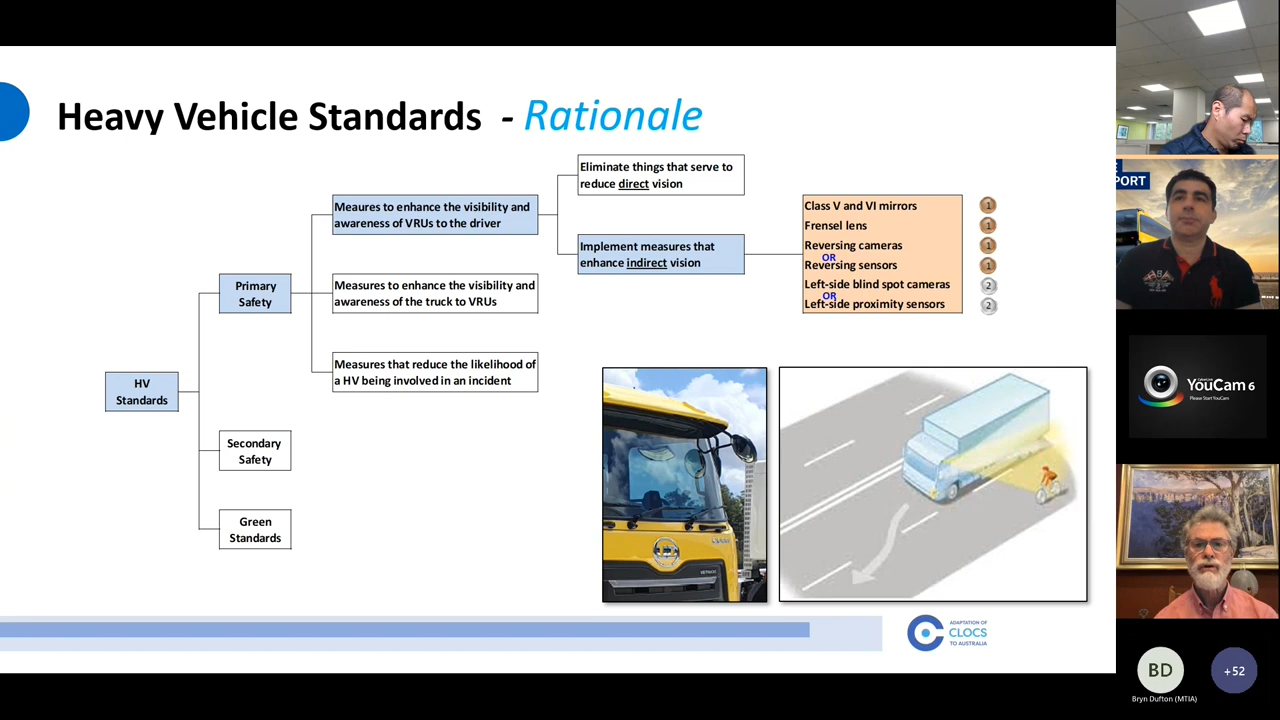 Heavy Vehicle Standards - Rationale
Eliminate things that serve to
reduce direct vision
Meaures to enhance the visibility and
awareness of VRUs to the driver
Class V and VI mirrors
1
Frensel lens
1
Implement measures that
enhance indirect vision
Reversing cameras
1
OR
Reversing sensors
1
Left-side blind spot cameras
2
OR
Left-side proximity sensors
2
Primary
Safety
Measures to enhance the visibility and
awareness of the truck to VRUs
Measures that reduce the likelihood of
a HV being involved in an incident
HV
Standards
Secondary
Safety
Green
Standards
ADAPTATION OF
CLOCS
TO AUSTRALIA
PORT
YouCam 6
Please Start YouCam
BD
+52
Bryn Dufton (MTIA)